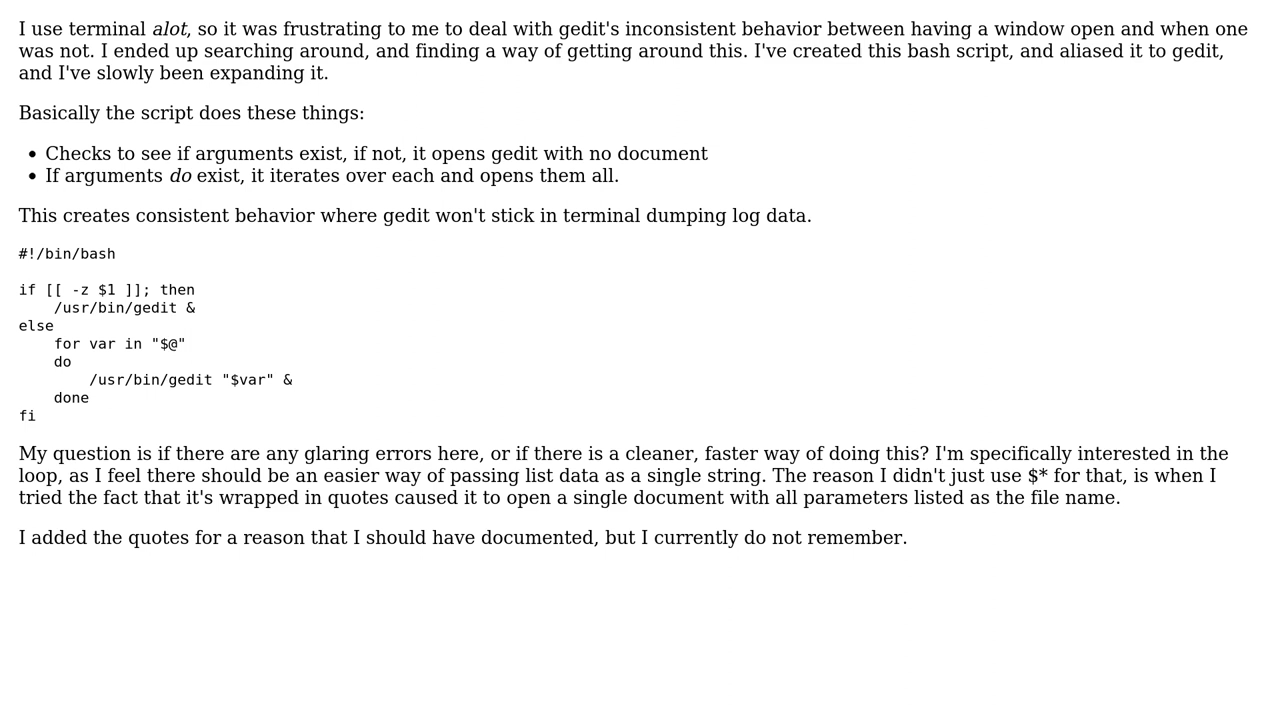 I use terminal alot, so it was frustrating to me to deal with gedit's inconsistent behavior between having a window open and when one
was not. I ended up searching around, and finding a way of getting around this. I've created this bash script, and aliased it to gedit,
and I've slowly been expanding it.
Basically the script does these things:
• Checks to see if arguments exist, if not, it opens gedit with no document
• If arguments do exist, it iterates over each and opens them all.
This creates consistent behavior where gedit won't stick in terminal dumping log data.
#!/bin/bash
if [[ -z $1 ]]; then
    /usr/bin/gedit &
else
    for var in "$@"
    do
        /usr/bin/gedit "$var" &
    done
fi
My question is if there are any glaring errors here, or if there is a cleaner, faster way of doing this? I'm specifically interested in the
loop, as I feel there should be an easier way of passing list data as a single string. The reason I didn't just use $* for that, is when I
tried the fact that it's wrapped in quotes caused it to open a single document with all parameters listed as the file name.
I added the quotes for a reason that I should have documented, but I currently do not remember.